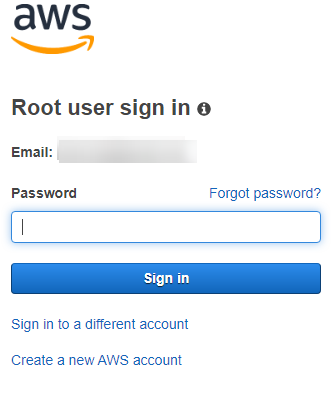 aws
Root user sign in
Email:
Password Forgot password?
Sign in
Sign in to a different account
Create a new AWS account